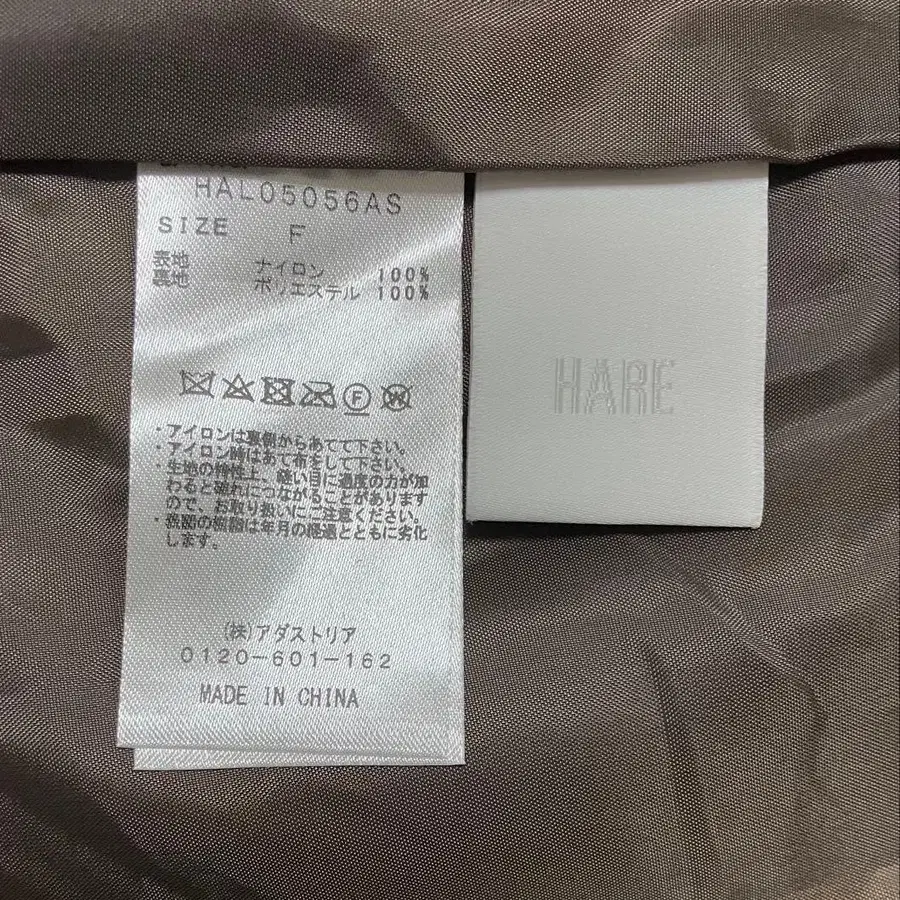 HAL05056AS
SIZE F
表地 ナイロン 100%
裏地 ポリエステル 100%
・アイロンは裏側からあてて下さい。
・アイロン時はあて布をして下さい。
・生地の特性上、縫い目に過度の力が加
わると破れにつながることがあります
ので、お取り扱いにご注意ください。
・表面の樹脂は年月の経過とともに劣化
します。
(株)アダストリア
0120-601-162
MADE IN CHINA
HARE